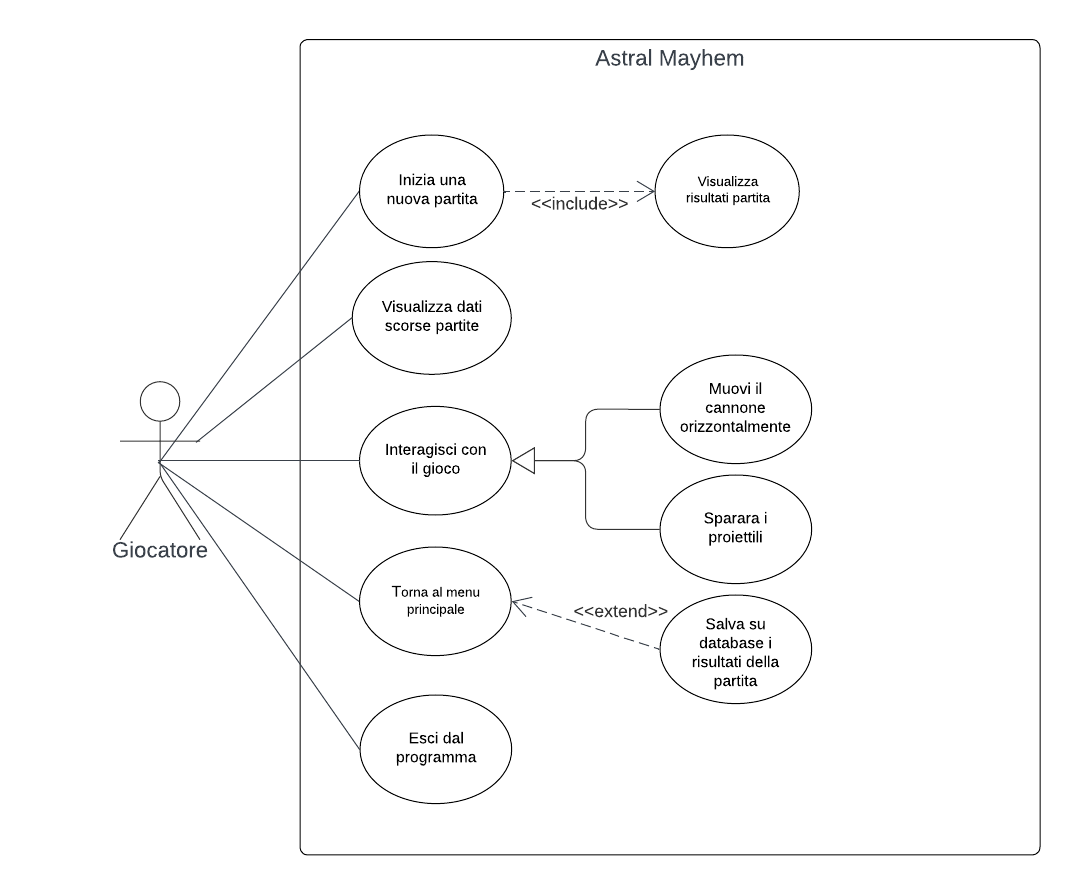 Astral Mayhem
Inizia una
nuova partita
<<include>>
Visualizza
risultati partita
Visualizza dati
scorse partite
Giocatore
Interagisci con
il gioco
Muovi il
cannone
orizzontalmente
Sparara i
proiettili
Torna al menu
principale
<<extend>>
Salva su
database i
risultati della
partita
Esci dal
programma